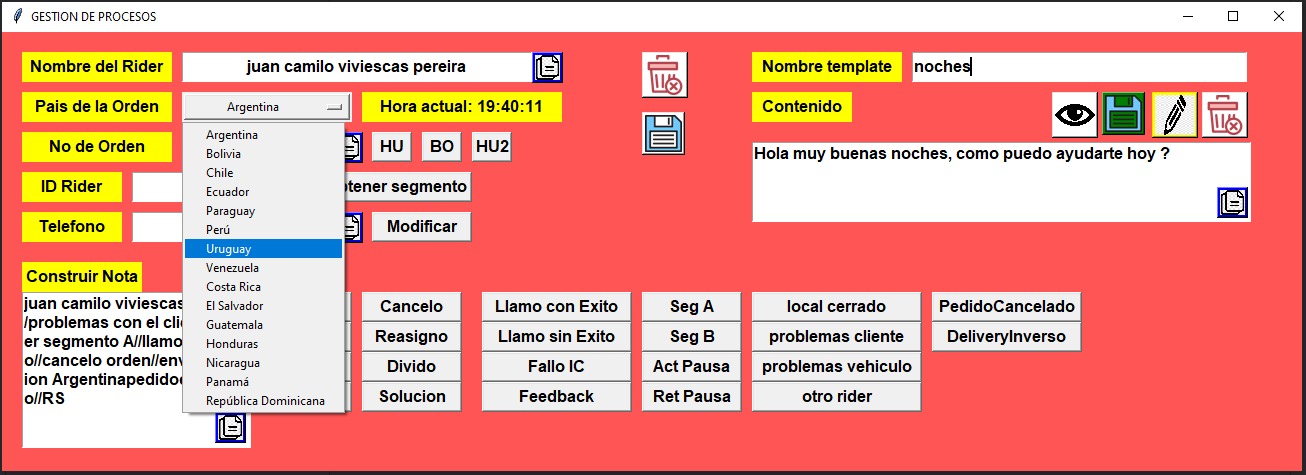 GESTION DE PROCESOS
Nombre del Rider
juan camilo viviescas pereira
Nombre template
noches
Pais de la Orden
Argentina
Hora actual: 19:40:11
Contenido
No de Orden
HU
BO
HU2
Hola muy buenas noches, como puedo ayudarte hoy ?
ID Rider
btener segmento
Telefono
Modificar
Argentina
Bolivia
Chile
Ecuador
Paraguay
Perú
Uruguay
Venezuela
Costa Rica
El Salvador
Guatemala
Honduras
Nicaragua
Panamá
República Dominicana
Construir Nota
juan camilo viviescas
/problemas con el clie
er segmento A//llamo
o//cancelo orden//env
ion Argentinapedido
o//RS
Cancelo
Llamo con Exito
Seg A
local cerrado
PedidoCancelado
Reasigno
Llamo sin Exito
Seg B
problemas cliente
DeliveryInverso
Divido
Fallo IC
Act Pausa
problemas vehiculo
Solucion
Feedback
Ret Pausa
otro rider